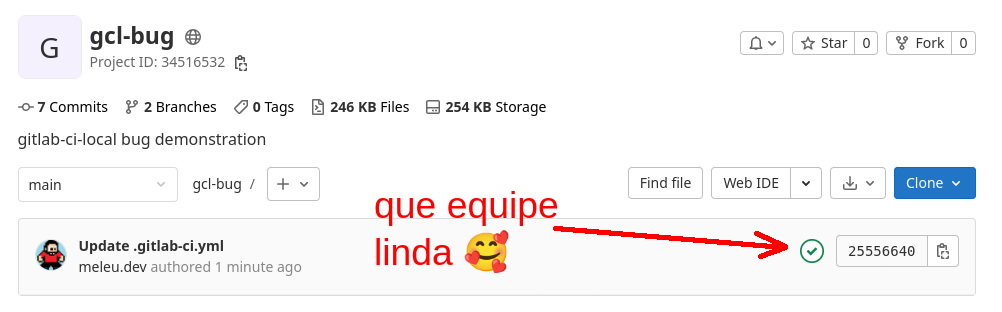 G
gcl-bug
Project ID: 34516532
Star 0 Fork 0
7 Commits 2 Branches 0 Tags 246 KB Files 254 KB Storage
gitlab-ci-local bug demonstration
main gcl-bug / + Find file Web IDE Clone
que equipe
linda 🥰
Update .gitlab-ci.yml
meleu.dev authored 1 minute ago
25556640